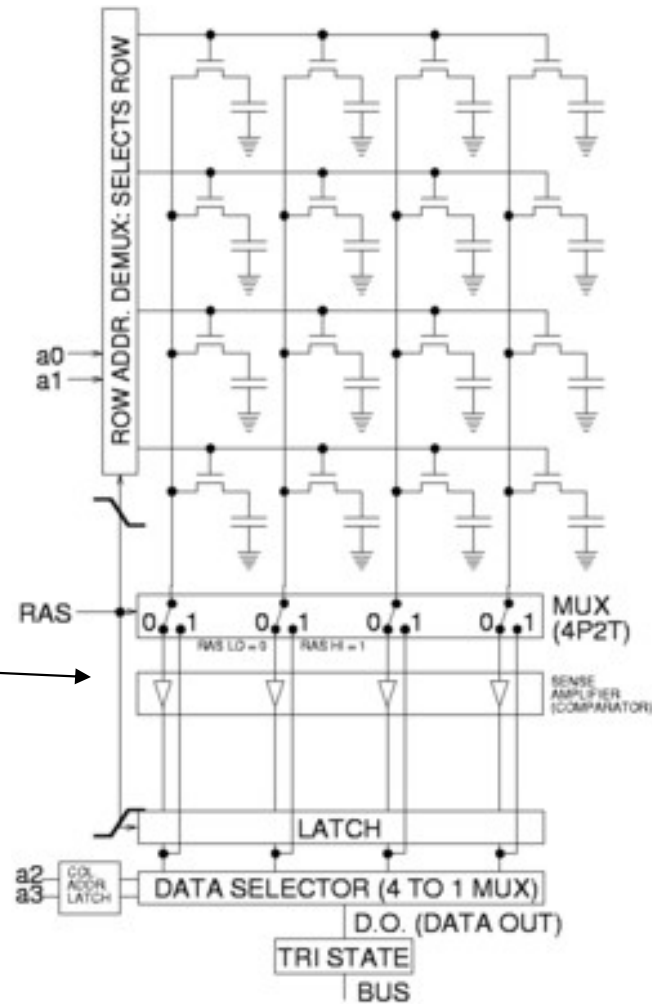 ROW ADDR. DEMUX: SELECTS ROW
a0
a1
RAS
0 1
0 1
0 1
0 1
MUX
(4P2T)
RAS LO = 0
RAS HI = 1
SENSE
AMPLIFIER
(COMPARATOR)
LATCH
a2
a3
COL.
ADDR.
LATCH
DATA SELECTOR (4 TO 1 MUX)
D.O. (DATA OUT)
TRI STATE
BUS